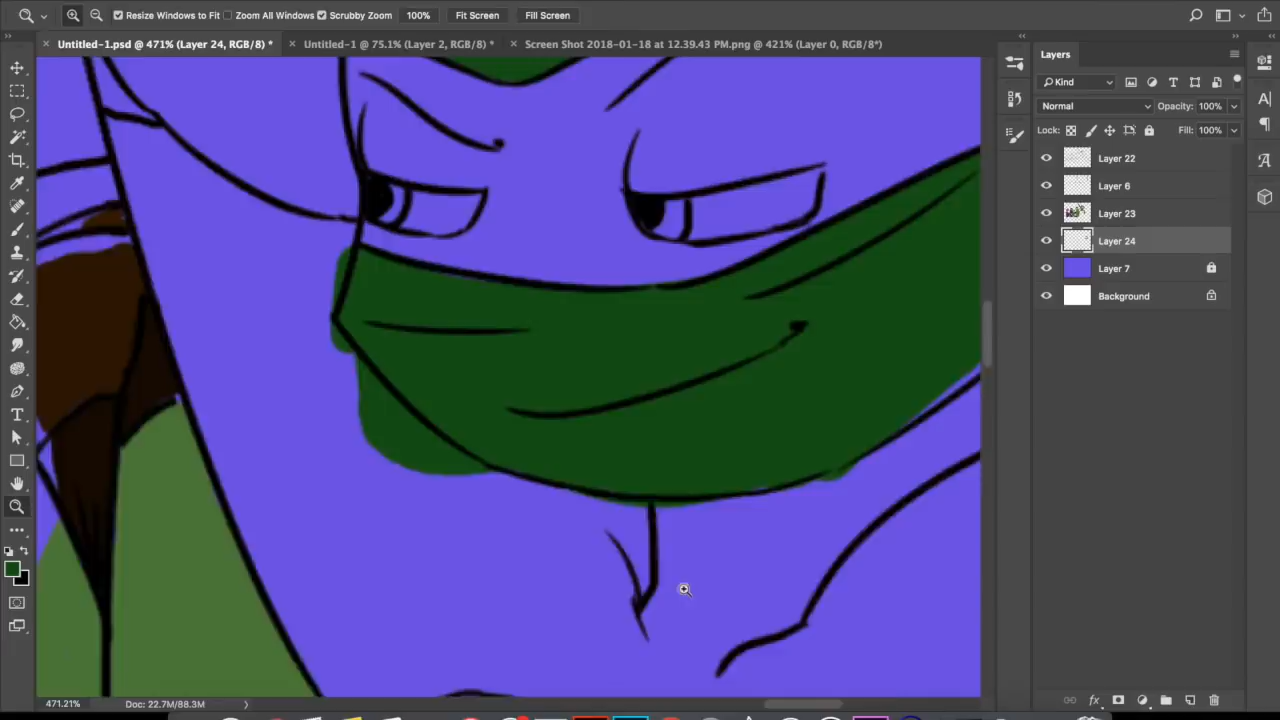 Resize Windows to Fit Zoom All Windows Scrubby Zoom 100% Fit Screen Fill Screen
Untitled-1.psd @ 471% (Layer 24, RGB/8) * Untitled-1 @ 75.1% (Layer 2, RGB/8) * Screen Shot 2018-01-18 at 12.39.43 PM.png @ 421% (Layer 0, RGB/8*)
Layers
Kind
Normal Opacity: 100%
Lock: Fill: 100%
Layer 22
Layer 6
Layer 23
Layer 24
Layer 7
Background
471.21% Doc: 22.7M/88.3M